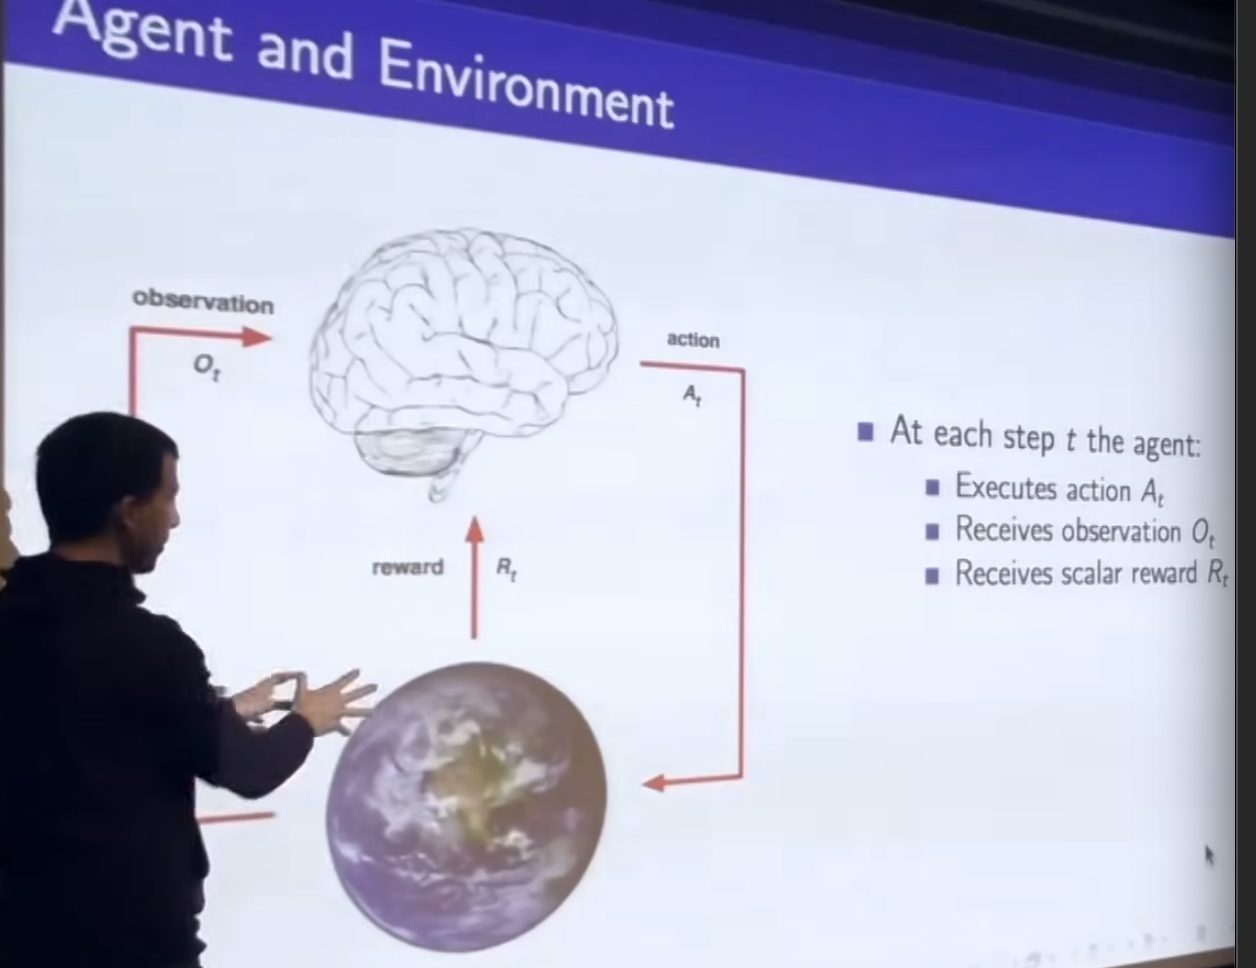 Agent and Environment
observation
O_t
action
A_t
reward
R_t
At each step t the agent:
Executes action A_t
Receives observation O_t
Receives scalar reward R_t